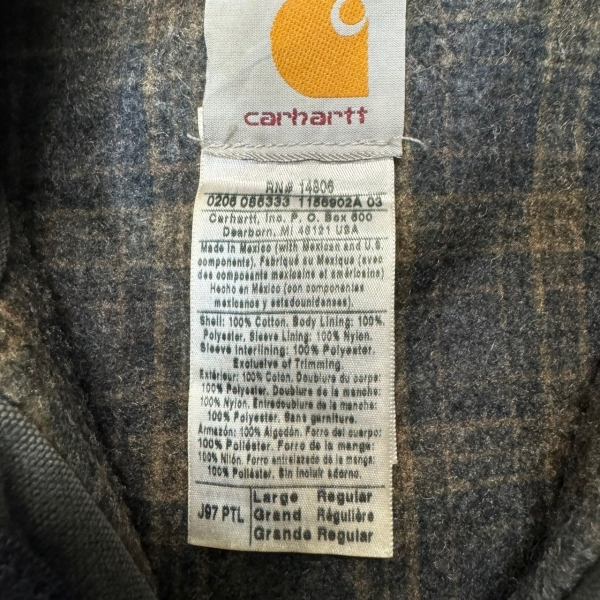 carhartt
RN# 14806
0206 086333 1156902A 03
Carhartt, Inc. P. O. Box 600
Dearborn, MI 48121 USA
Made in Mexico (with Mexican and U.S.
components). Fabriqué au Mexique (avec
des composants mexicains et américains)
Hecho en México (con componentes
mexicanos y estadounidenses).
Shell: 100% Cotton. Body Lining: 100%
Polyester. Sleeve Lining: 100% Nylon.
Sleeve Interlining: 100% Polyester.
Exclusive of Trimming.
Extérieur: 100% Coton. Doublure du corps:
100% Polyester. Doublure de la manche:
100% Nylon. Entredoublure de la manche:
100% Polyester. Sans garniture.
Armazón: 100% Algodón. Forro del cuerpo:
100% Poliéster. Forro de la manga:
100% Nilón. Forro entrelazado de la manga:
100% Poliéster. Sin incluir adorno.
J97 PTL
Large Regular
Grand Régulière
Grande Regular